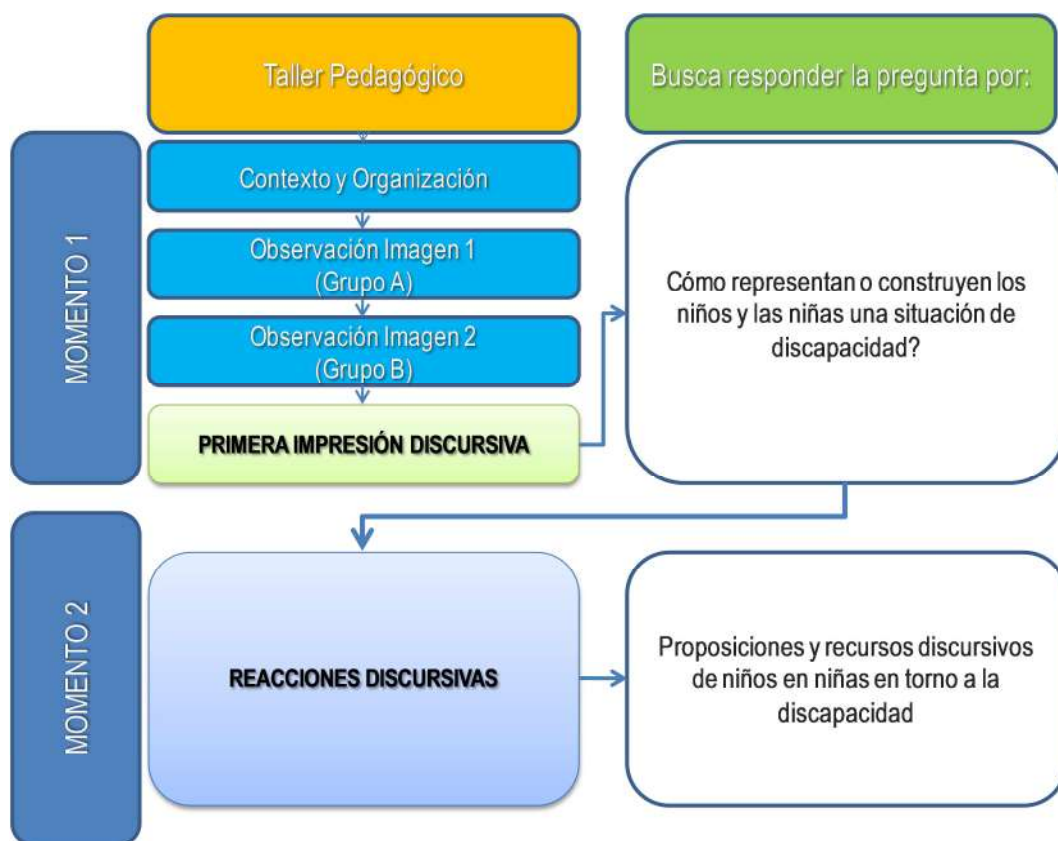 Taller Pedagógico
Busca responder la pregunta por:
MOMENTO 1
Contexto y Organización
Observación Imagen 1
(Grupo A)
Observación Imagen 2
(Grupo B)
PRIMERA IMPRESIÓN DISCURSIVA
Cómo representan o construyen los
niños y las niñas una situación de
discapacidad?
MOMENTO 2
REACCIONES DISCURSIVAS
Proposiciones y recursos discursivos
de niños en niñas en torno a la
discapacidad